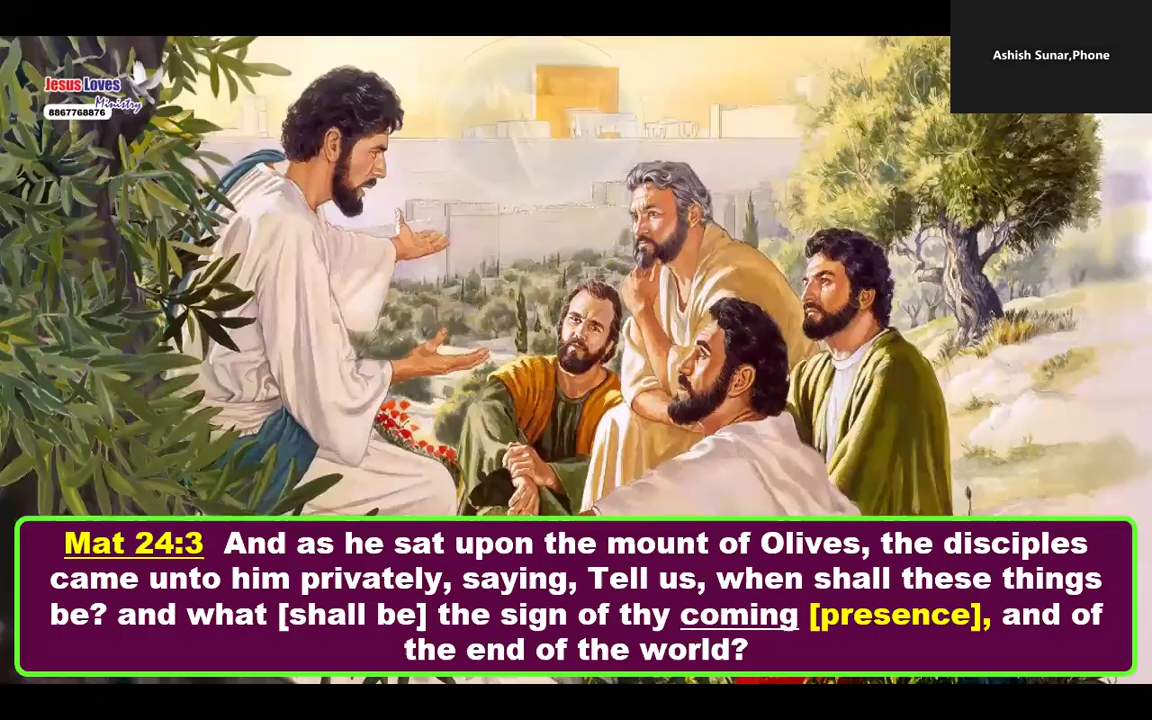 Ashish Sunar,Phone
Jesus Loves
Ministry
8867768876
Mat 24:3 And as he sat upon the mount of Olives, the disciples
came unto him privately, saying, Tell us, when shall these things
be? and what [shall be] the sign of thy coming [presence], and of
the end of the world?